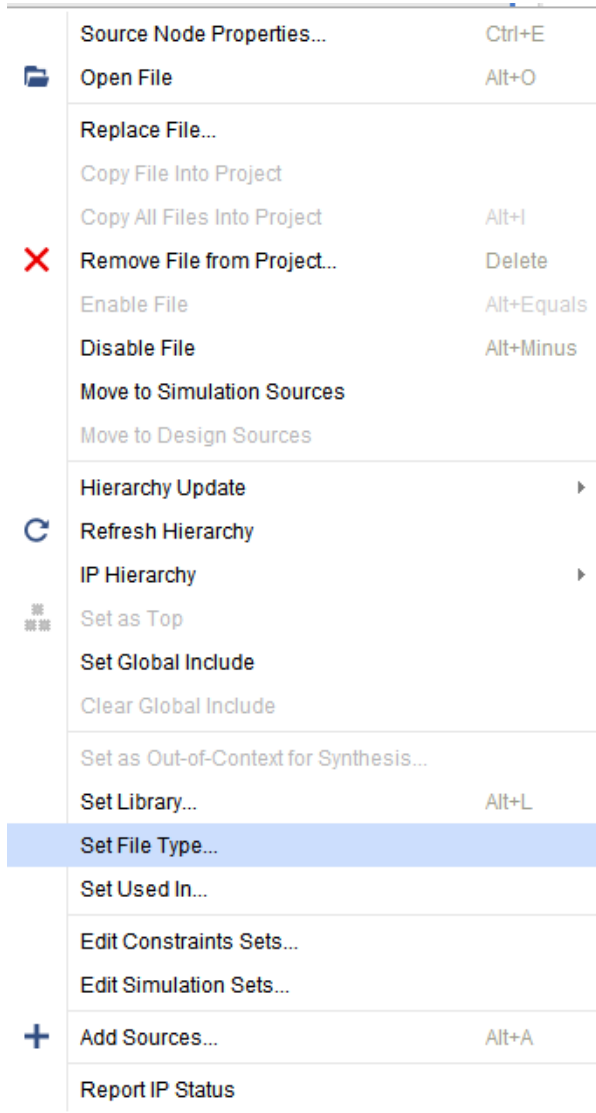 Source Node Properties... Ctrl+E
Open File Alt+O
Replace File...
Copy File Into Project
Copy All Files Into Project Alt+I
Remove File from Project... Delete
Enable File Alt+Equals
Disable File Alt+Minus
Move to Simulation Sources
Move to Design Sources
Hierarchy Update
Refresh Hierarchy
IP Hierarchy
Set as Top
Set Global Include
Clear Global Include
Set as Out-of-Context for Synthesis...
Set Library... Alt+L
Set File Type...
Set Used In...
Edit Constraints Sets...
Edit Simulation Sets...
Add Sources... Alt+A
Report IP Status